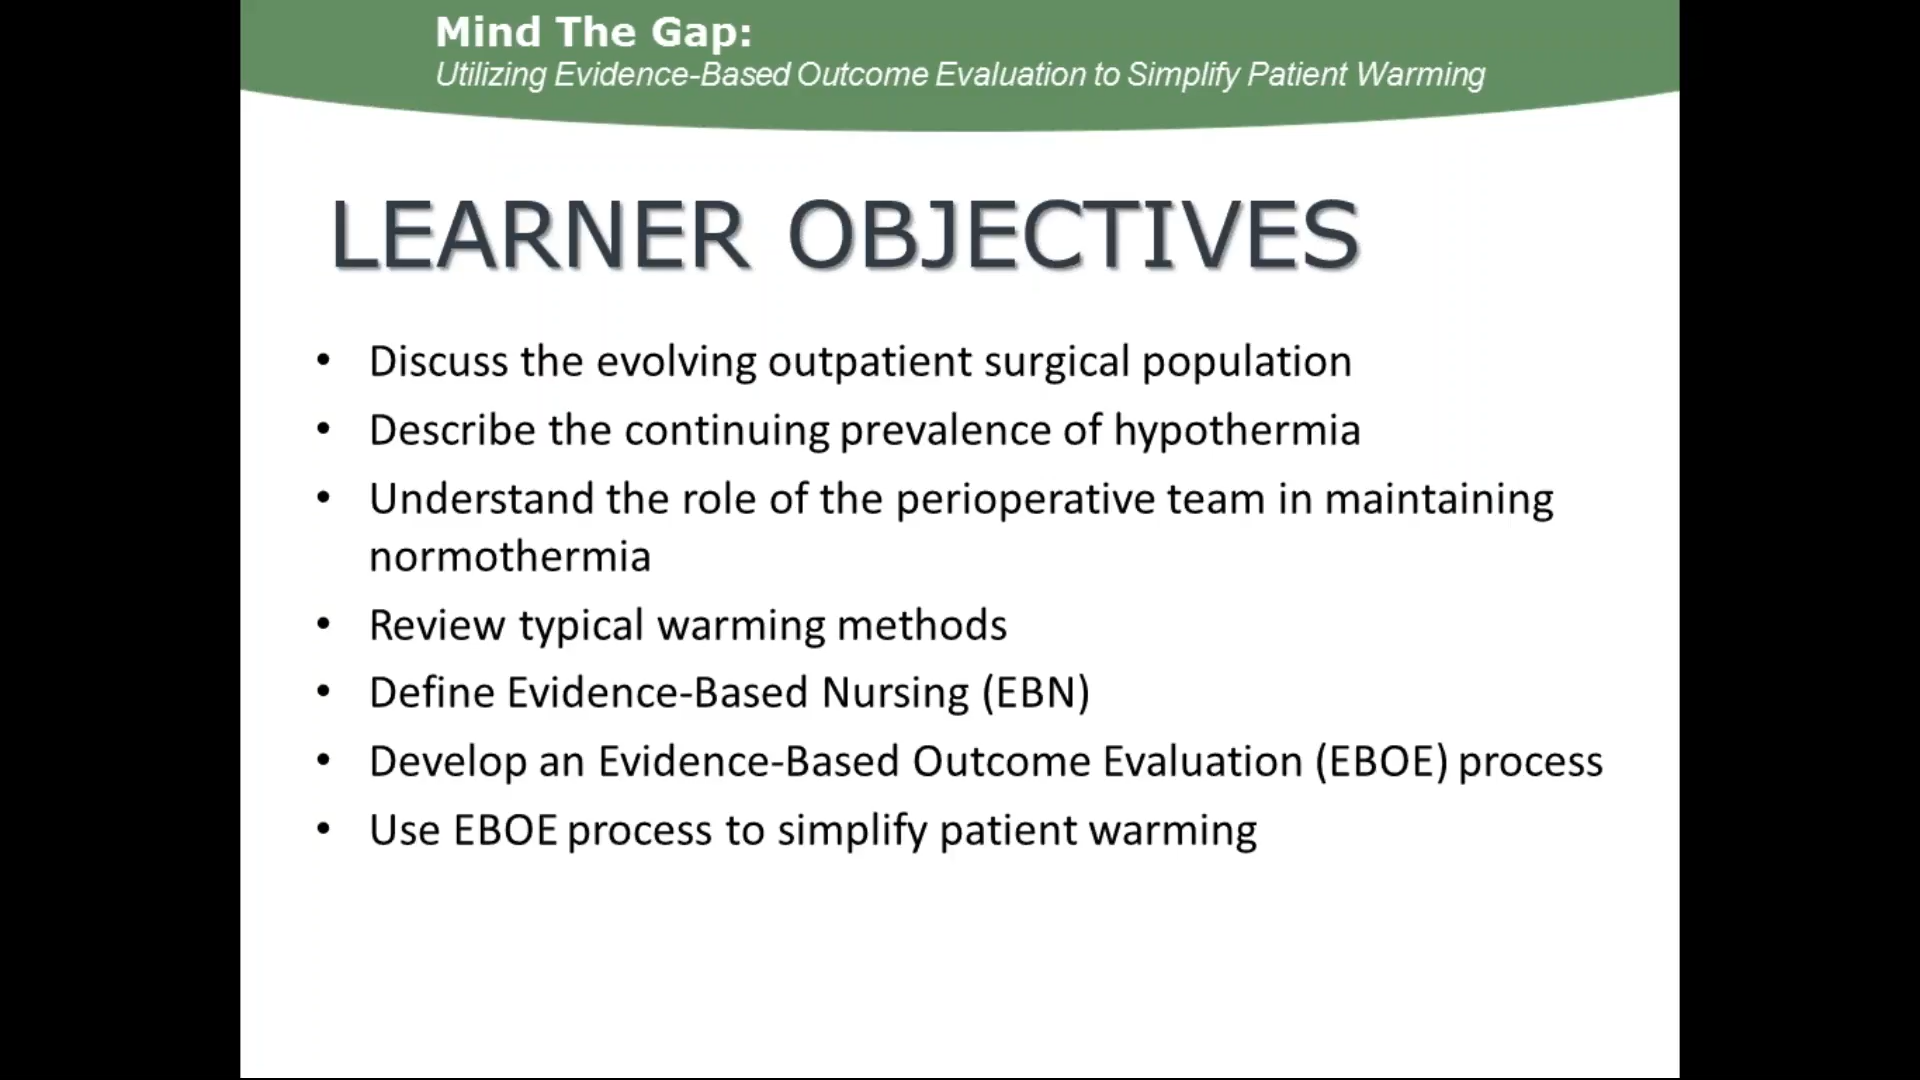 Mind The Gap:
Utilizing Evidence-Based Outcome Evaluation to Simplify Patient Warming
LEARNER OBJECTIVES
• Discuss the evolving outpatient surgical population
• Describe the continuing prevalence of hypothermia
• Understand the role of the perioperative team in maintaining
normothermia
• Review typical warming methods
• Define Evidence-Based Nursing (EBN)
• Develop an Evidence-Based Outcome Evaluation (EBOE) process
• Use EBOE process to simplify patient warming